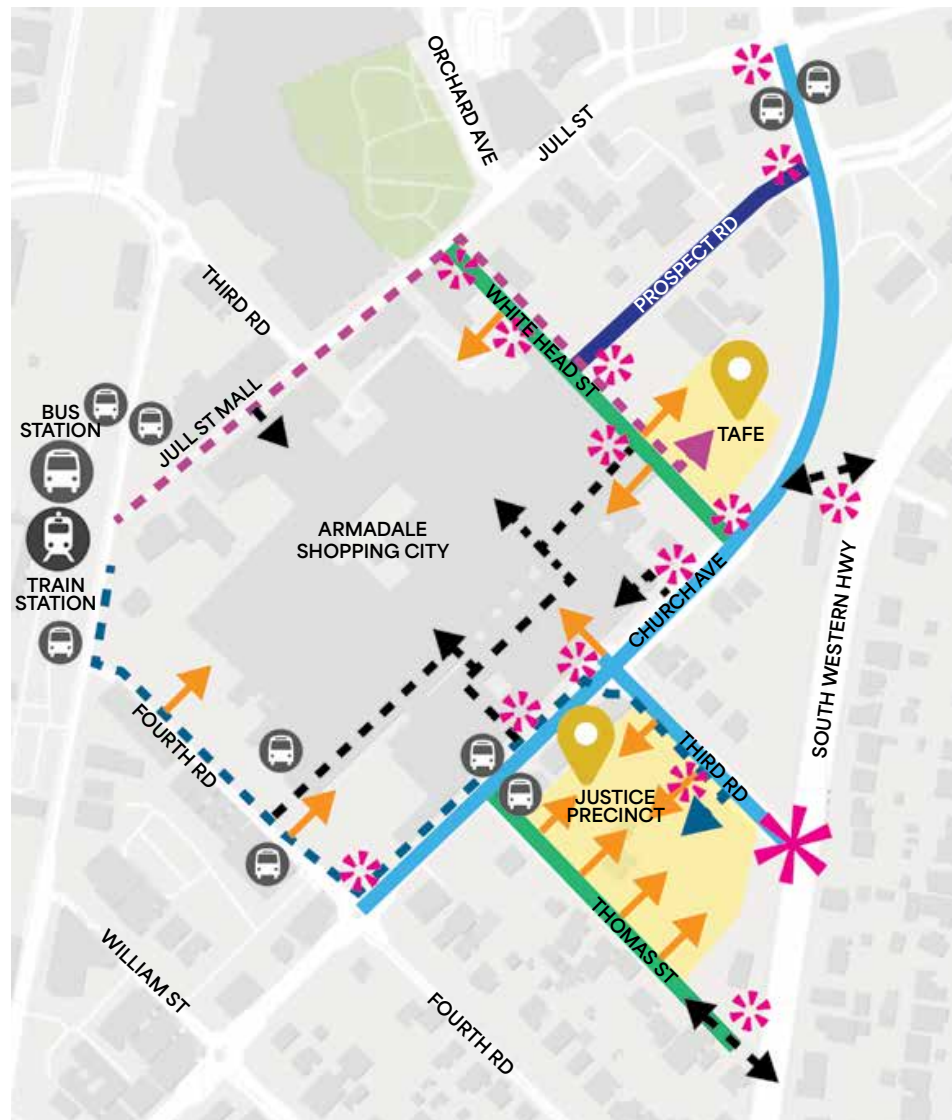 ORCHARD AVE
JULL ST
PROSPECT RD
THIRD RD
WHITE HEAD ST
JULL ST MALL
BUS
STATION
TAFE
TRAIN
STATION
ARMADALE
SHOPPING CITY
CHURCH AVE
SOUTH WESTERN HWY
FOURTH RD
THIRD RD
JUSTICE
PRECINCT
THOMAS ST
WILLIAM ST
FOURTH RD